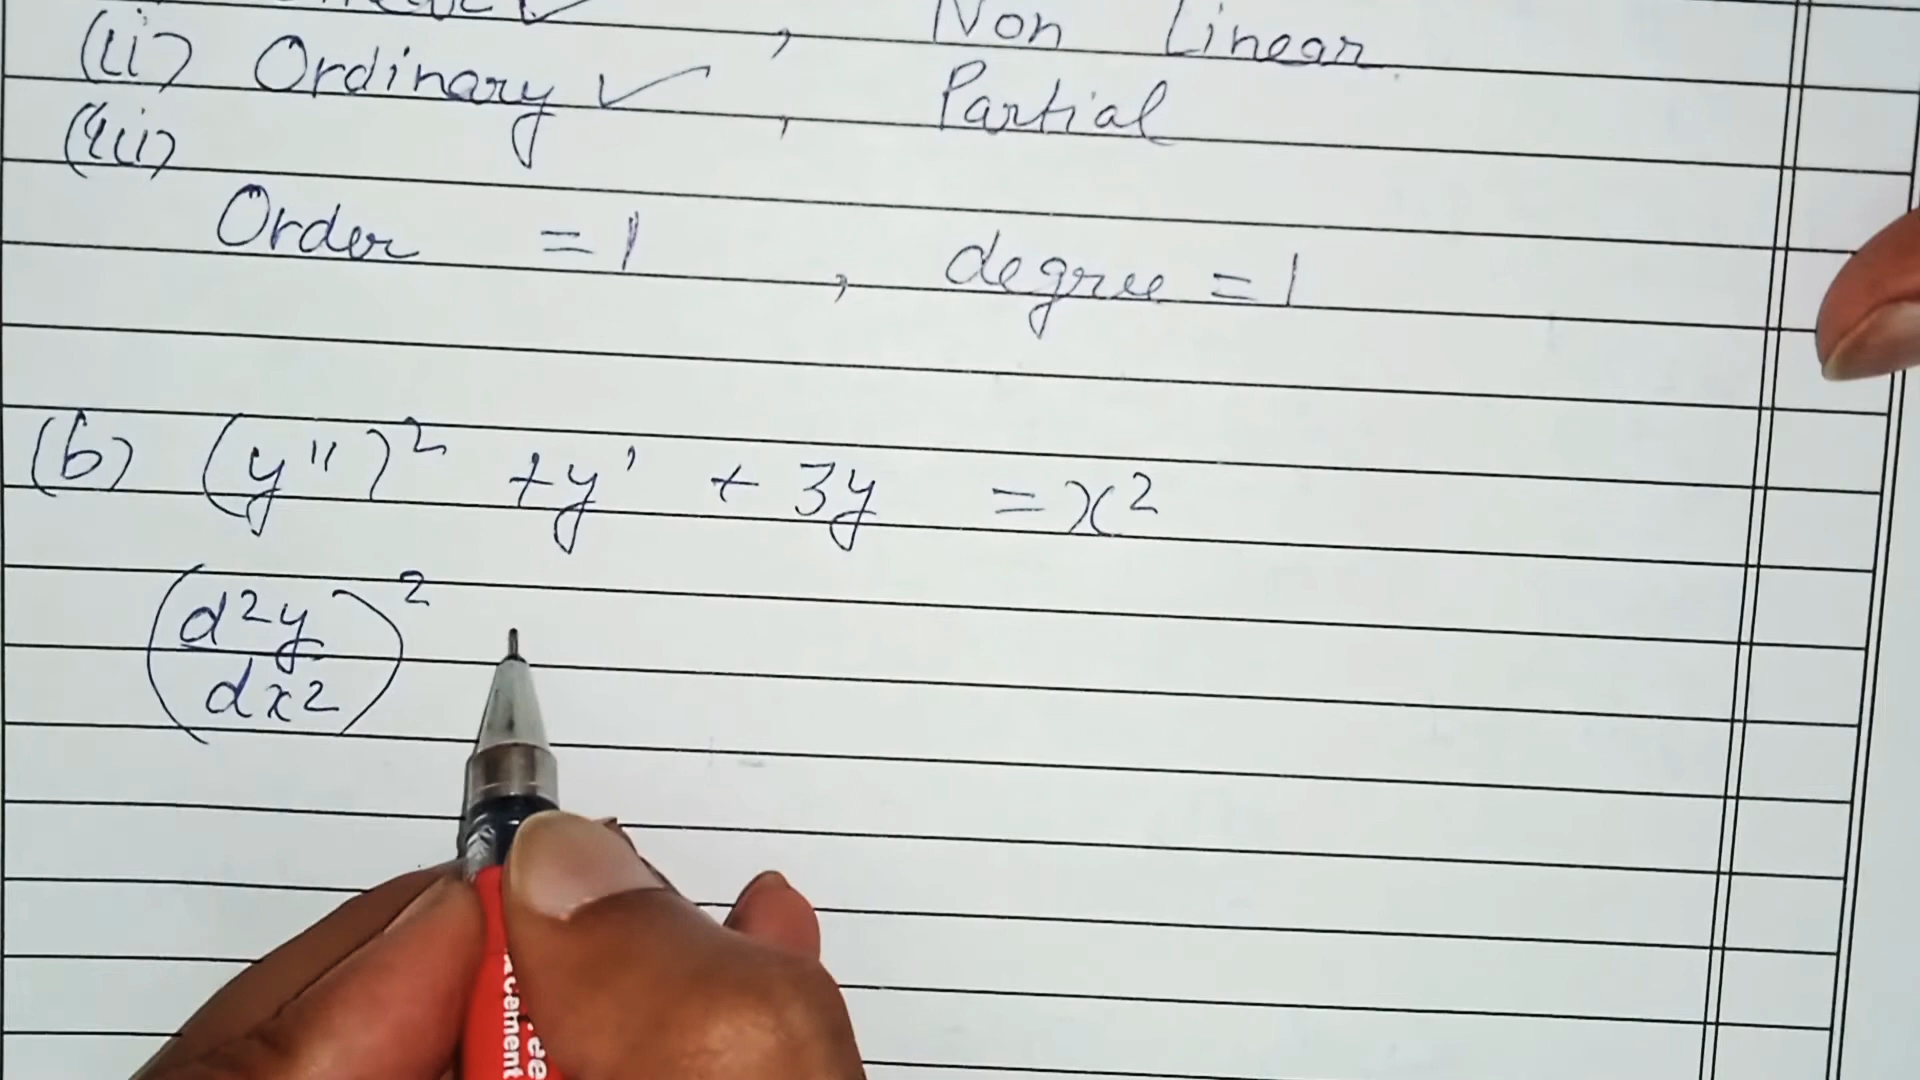 Non Linear
(ii) Ordinary ✓ , Partial
(iii)
Order = 1 , degree = 1
(b) (y'')² + y' + 3y = x²
(d²y/dx²)²